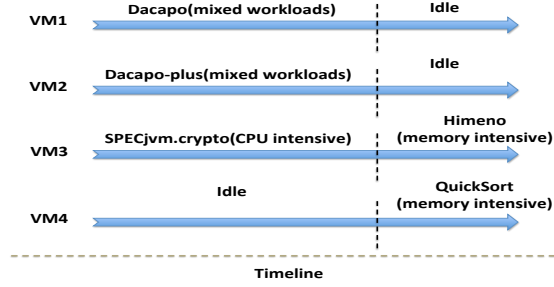 Dacapo(mixed workloads) Idle
VM1
Idle
Dacapo-plus(mixed workloads)
VM2
Himeno
SPECjvm.crypto(CPU intensive) (memory intensive)
VM3
Idle QuickSort
(memory intensive)
VM4
Timeline